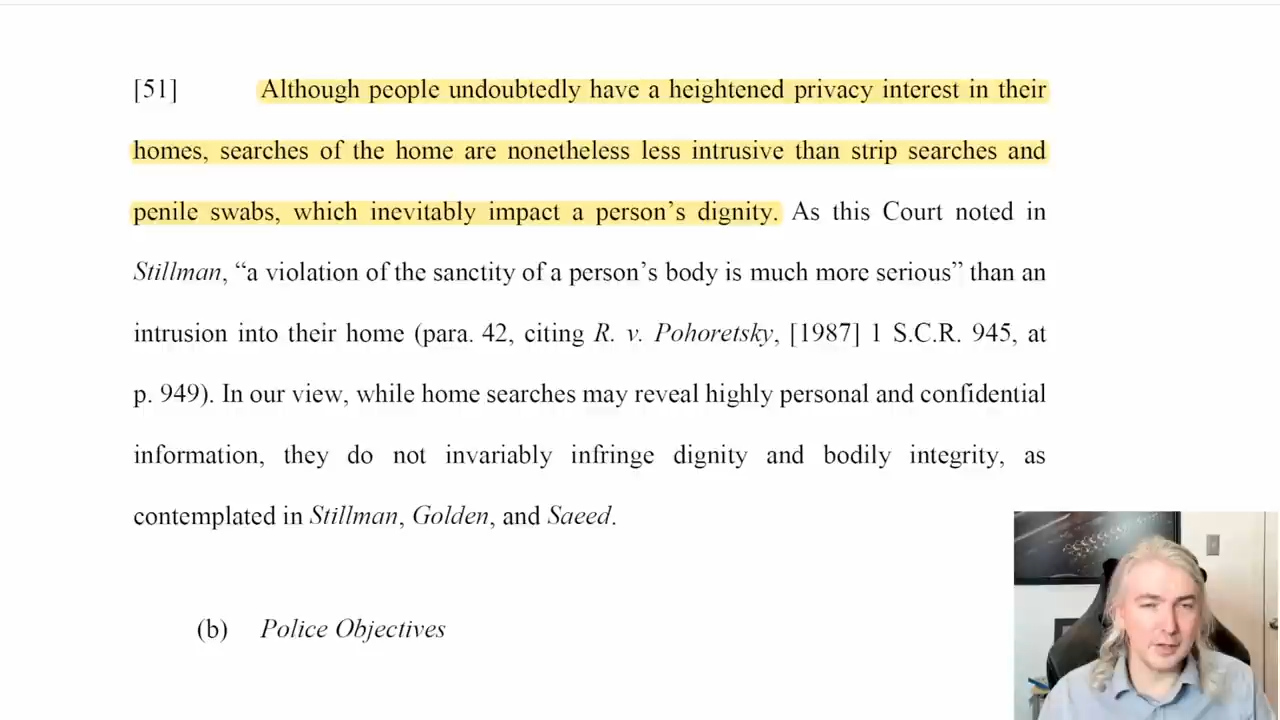 [51] Although people undoubtedly have a heightened privacy interest in their
homes, searches of the home are nonetheless less intrusive than strip searches and
penile swabs, which inevitably impact a person’s dignity. As this Court noted in
Stillman, “a violation of the sanctity of a person’s body is much more serious” than an
intrusion into their home (para. 42, citing R. v. Pohoretsky, [1987] 1 S.C.R. 945, at
p. 949). In our view, while home searches may reveal highly personal and confidential
information, they do not invariably infringe dignity and bodily integrity, as
contemplated in Stillman, Golden, and Saeed.
(b) Police Objectives